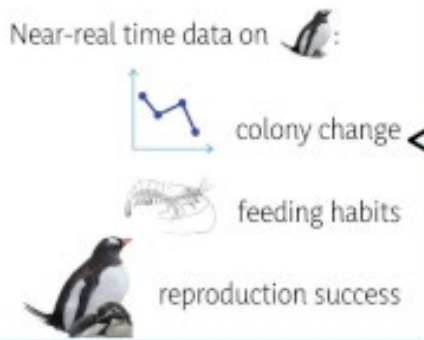 Near-real time data on :
colony change
feeding habits
reproduction success